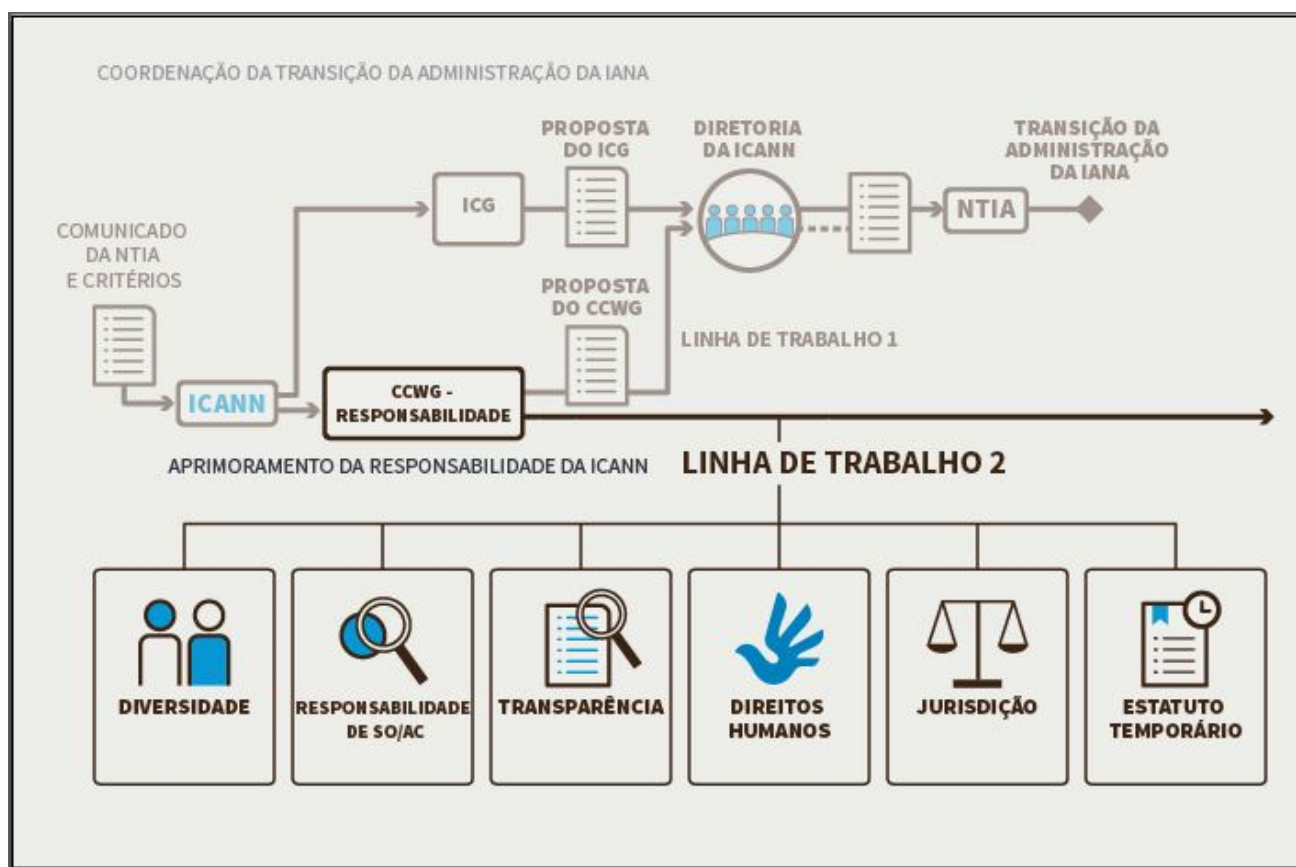 COORDENAÇÃO DA TRANSIÇÃO DA ADMINISTRAÇÃO DA IANA
PROPOSTA
DO ICG
DIRETORIA
DA ICANN
TRANSIÇÃO DA
ADMINISTRAÇÃO
DA IANA
ICG
NTIA
COMUNICADO
DA NTIA
E CRITÉRIOS
PROPOSTA
DO CCWG
LINHA DE TRABALHO 1
ICANN
CCWG -
RESPONSABILIDADE
APRIMORAMENTO DA RESPONSABILIDADE DA ICANN
LINHA DE TRABALHO 2
DIVERSIDADE
RESPONSABILIDADE
DE SO/AC
TRANSPARÊNCIA
DIREITOS
HUMANOS
JURISDIÇÃO
ESTATUTO
TEMPORÁRIO